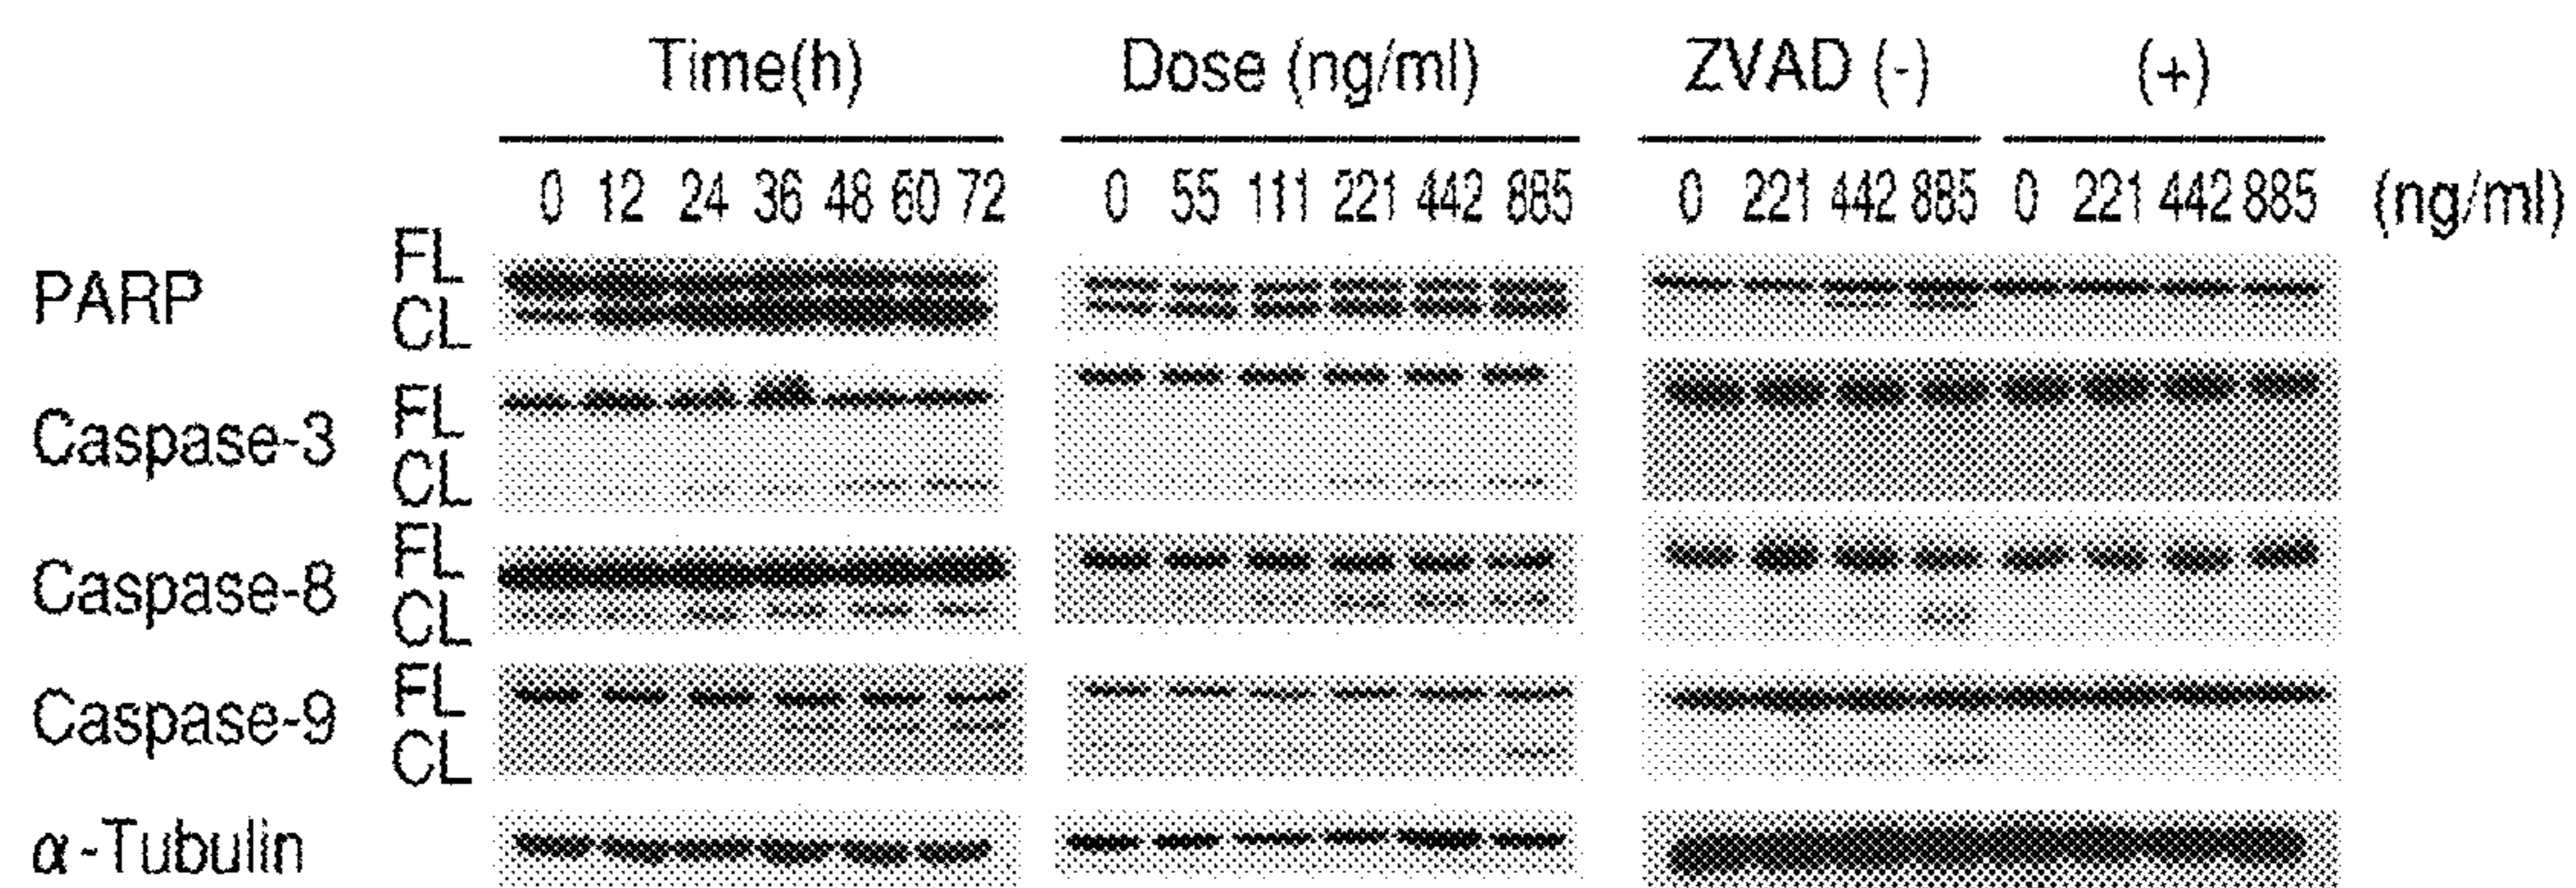 Time(h) Dose (ng/ml) ZVAD (-) (+)
0 12 24 36 48 60 72 0 55 111 221 442 885 0 221 442 885 0 221 442 885 (ng/ml)
PARP FL
CL
Caspase-3 FL
CL
Caspase-8 FL
CL
Caspase-9 FL
CL
α-Tubulin